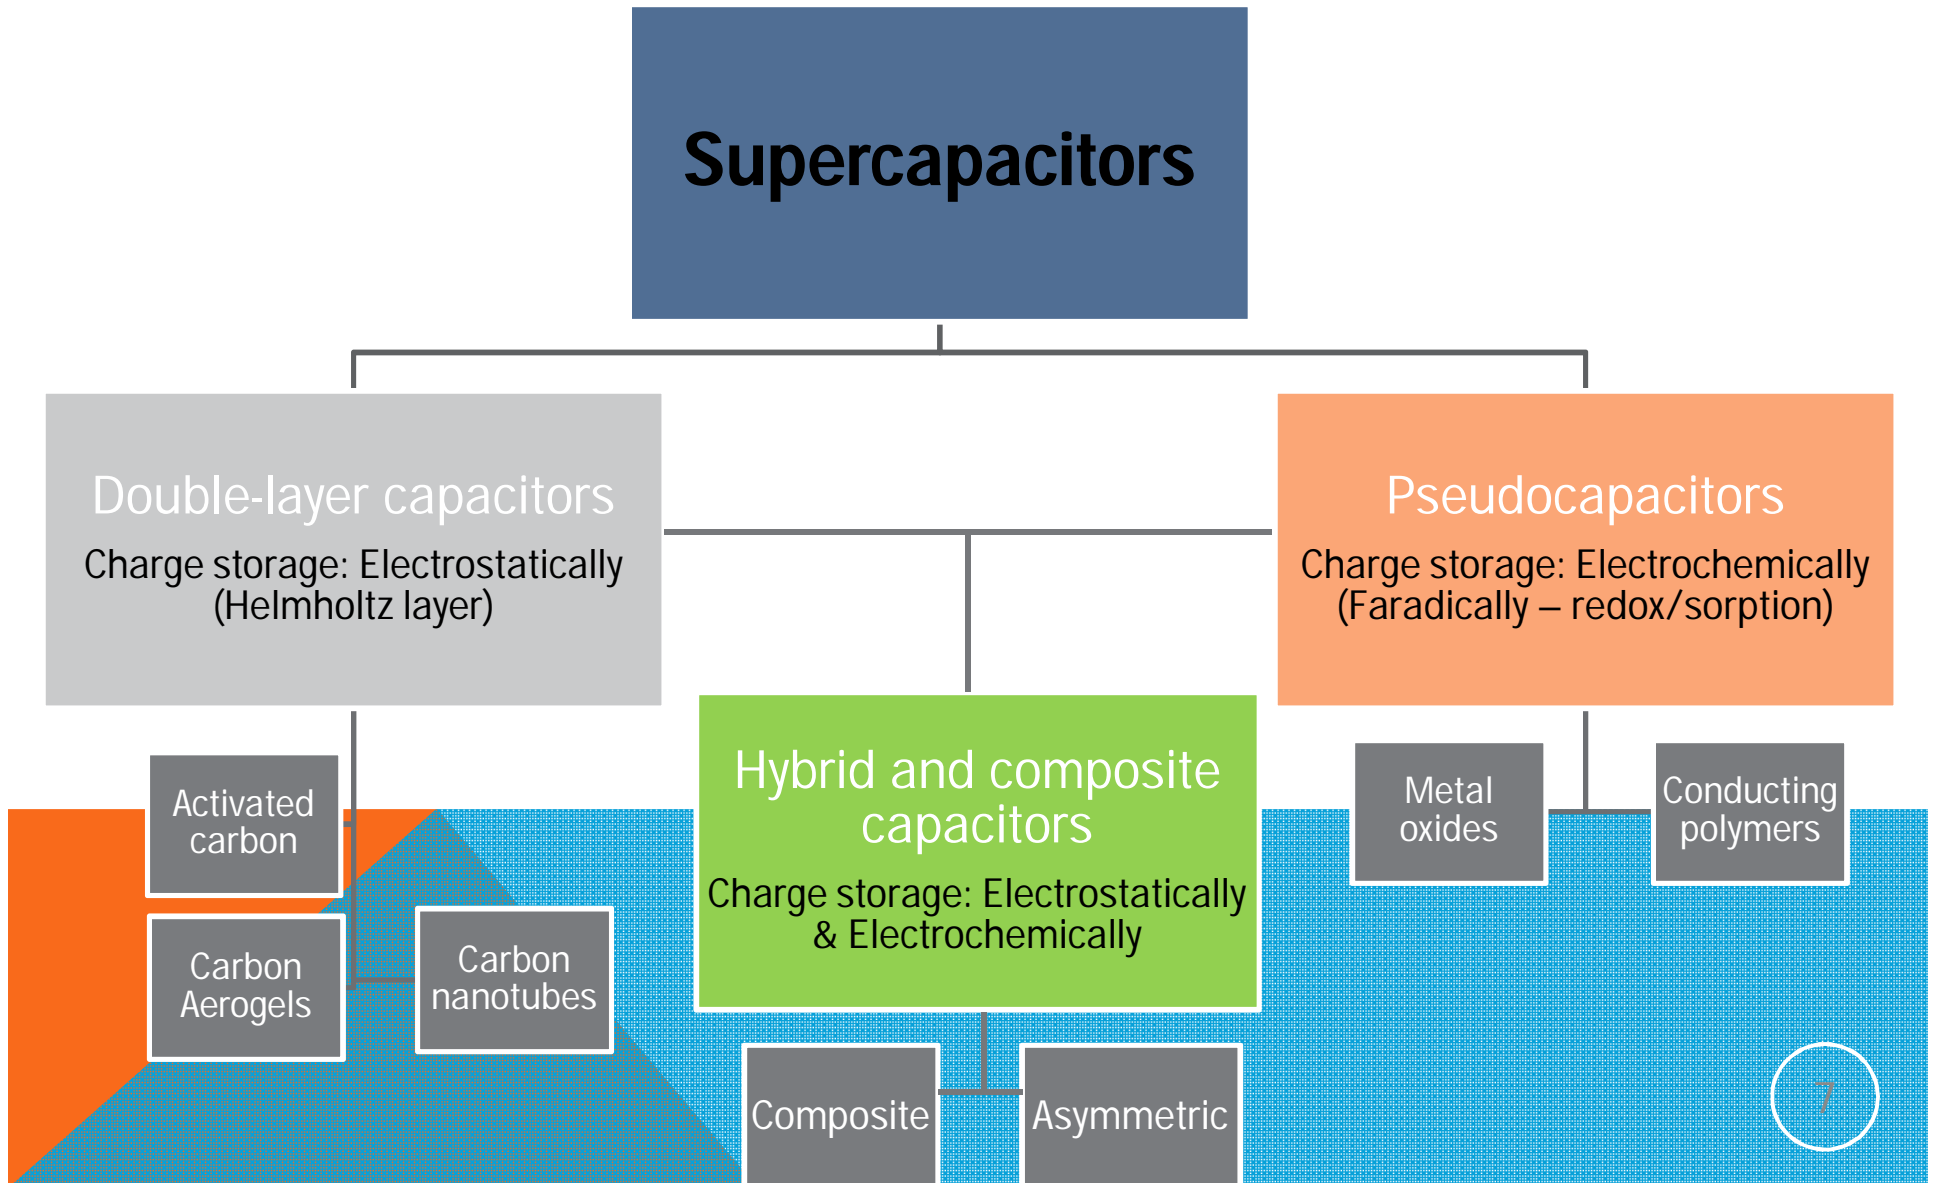 Supercapacitors
Double-layer capacitors
Charge storage: Electrostatically
(Helmholtz layer)
Pseudocapacitors
Charge storage: Electrochemically
(Faradically – redox/sorption)
Hybrid and composite
capacitors
Charge storage: Electrostatically
& Electrochemically
Activated
carbon
Carbon
Aerogels
Carbon
nanotubes
Metal
oxides
Conducting
polymers
Composite
Asymmetric
7